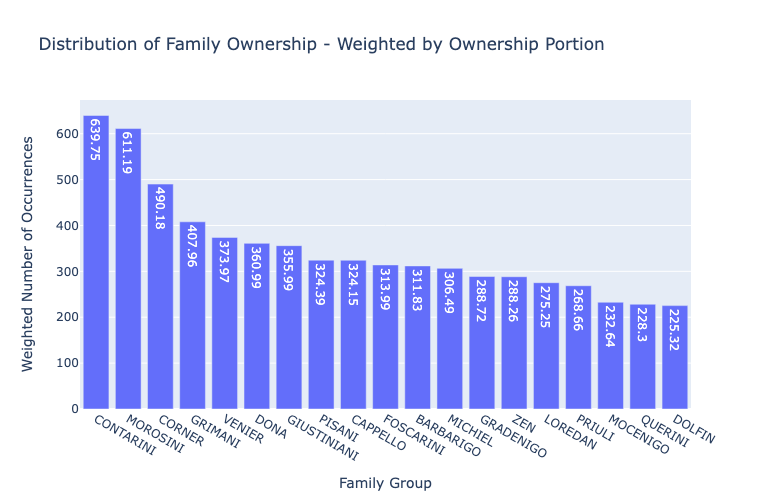 Distribution of Family Ownership - Weighted by Ownership Portion
Weighted Number of Occurrences
600
500
400
300
200
100
0
639.75
611.19
490.18
407.96
373.97
360.99
355.99
324.39
324.15
313.99
311.83
306.49
288.72
288.26
275.25
268.66
232.64
228.3
225.32
CONTARINI
MOROSINI
CORNER
GRIMANI
VENIER
DONA
GIUSTINIANI
PISANI
CAPPELLO
FOSCARINI
BARBARIGO
MICHIEL
GRADENIGO
ZEN
LOREDAN
PRIULI
MOCENIGO
QUERINI
DOLFIN
Family Group